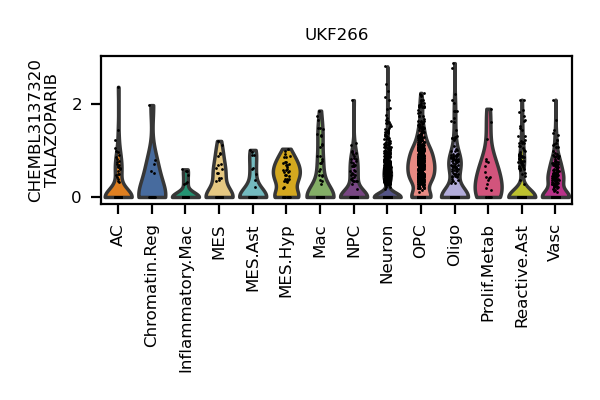 UKF266
CHEMBL3137320
TALAZOPARIB
2
0
AC
Chromatin.Reg
Inflammatory.Mac
MES
MES.Ast
MES.Hyp
Mac
NPC
Neuron
OPC
Oligo
Prolif.Metab
Reactive.Ast
Vasc